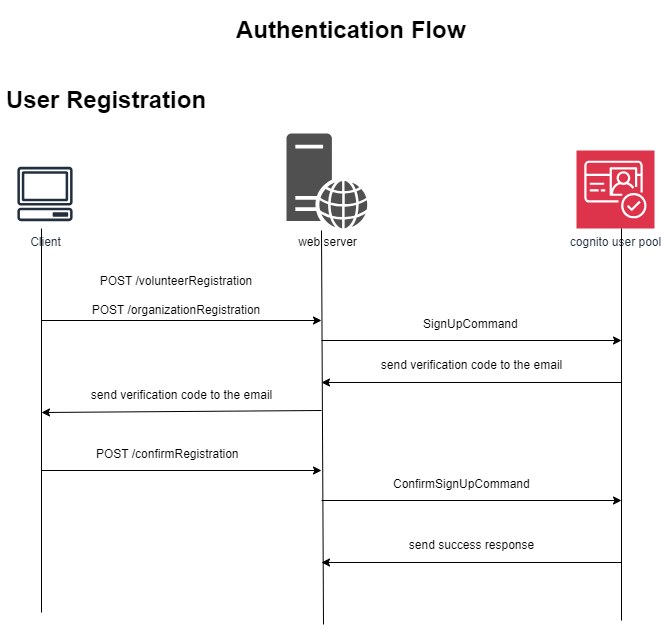 Authentication Flow
User Registration
Client
web server
cognito user pool
POST /volunteerRegistration
POST /organizationRegistration
SignUpCommand
send verification code to the email
send verification code to the email
POST /confirmRegistration
ConfirmSignUpCommand
send success response